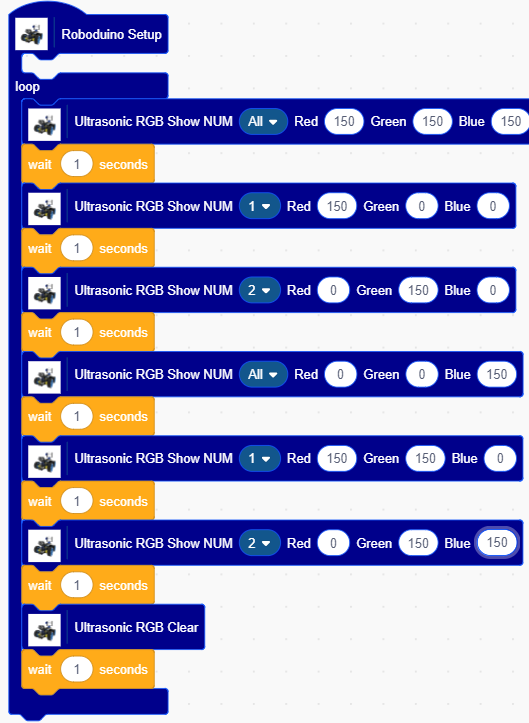 Roboduino Setup
loop
Ultrasonic RGB Show NUM All Red 150 Green 150 Blue 150
wait 1 seconds
Ultrasonic RGB Show NUM 1 Red 150 Green 0 Blue 0
wait 1 seconds
Ultrasonic RGB Show NUM 2 Red 0 Green 150 Blue 0
wait 1 seconds
Ultrasonic RGB Show NUM All Red 0 Green 0 Blue 150
wait 1 seconds
Ultrasonic RGB Show NUM 1 Red 150 Green 150 Blue 0
wait 1 seconds
Ultrasonic RGB Show NUM 2 Red 0 Green 150 Blue 150
wait 1 seconds
Ultrasonic RGB Clear
wait 1 seconds